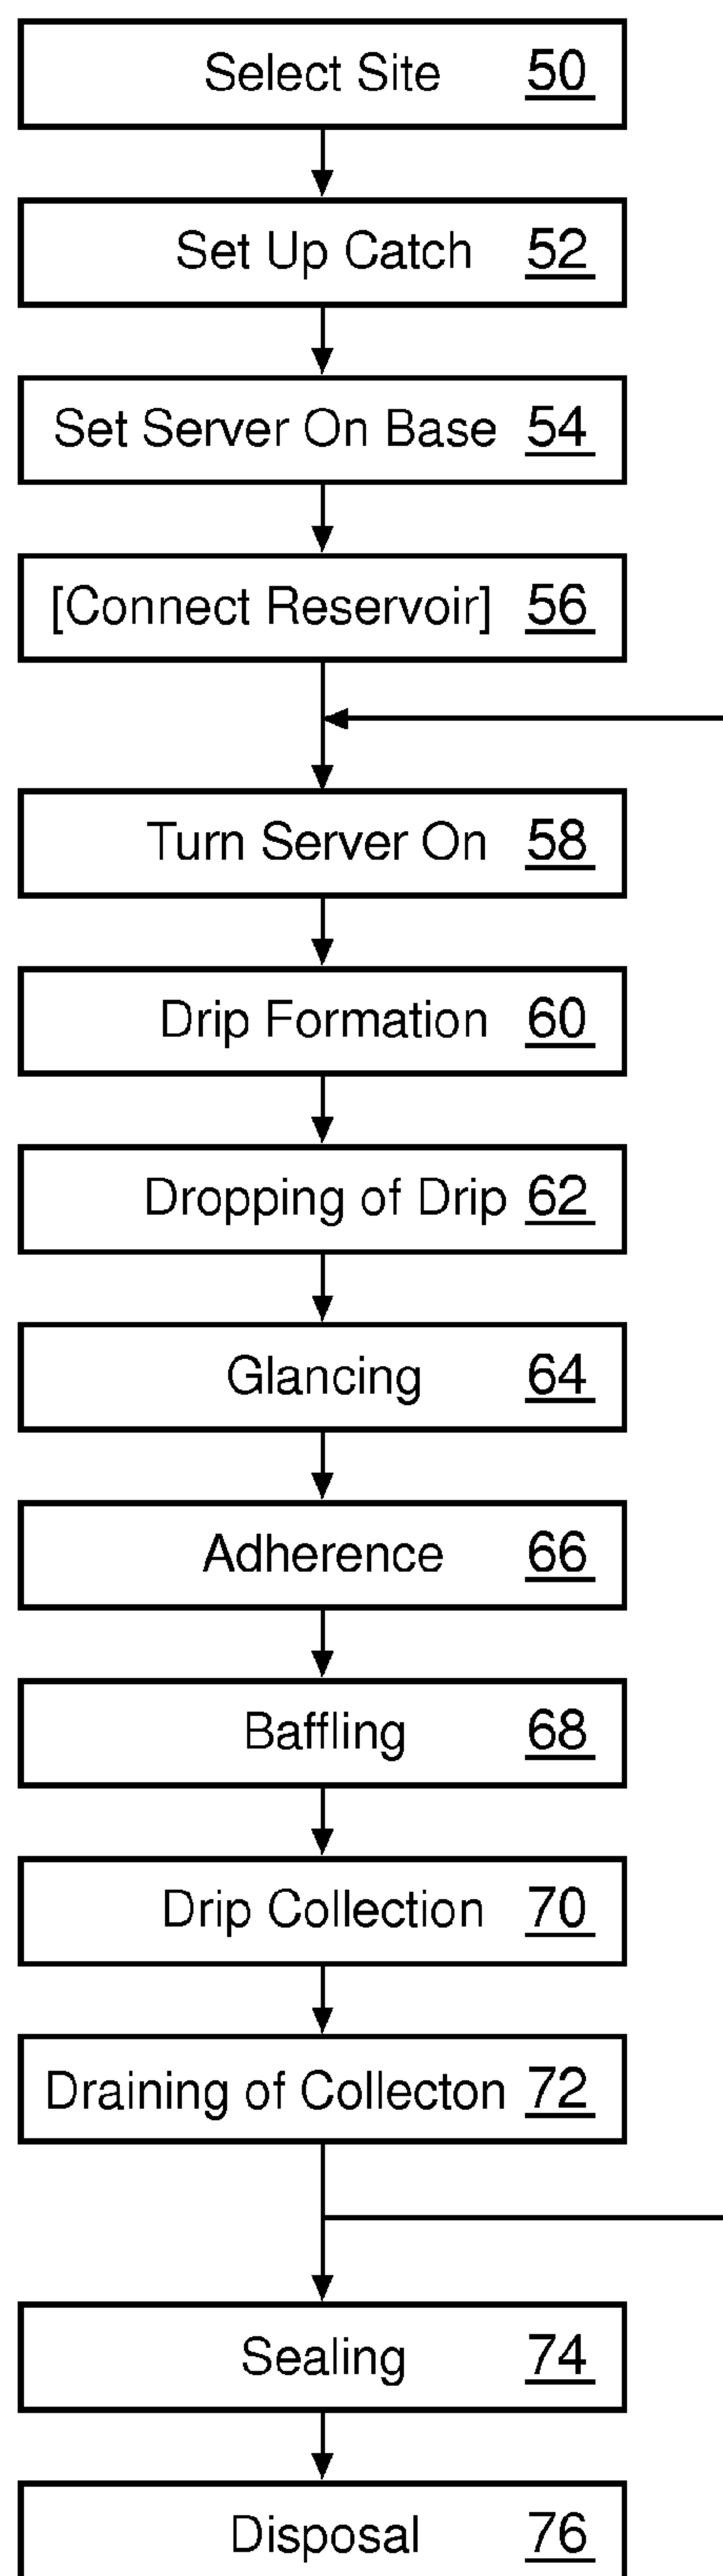 Select Site 50
Set Up Catch 52
Set Server On Base 54
[Connect Reservoir] 56
Turn Server On 58
Drip Formation 60
Dropping of Drip 62
Glancing 64
Adherence 66
Baffling 68
Drip Collection 70
Draining of Collecton 72
Sealing 74
Disposal 76